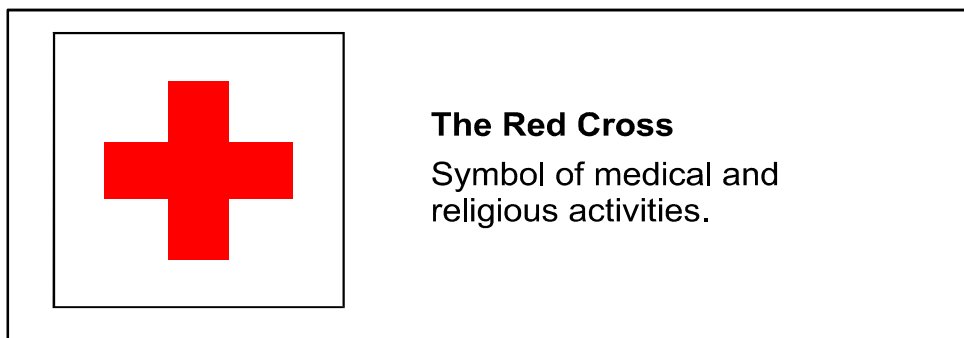 The Red Cross
Symbol of medical and
religious activities.